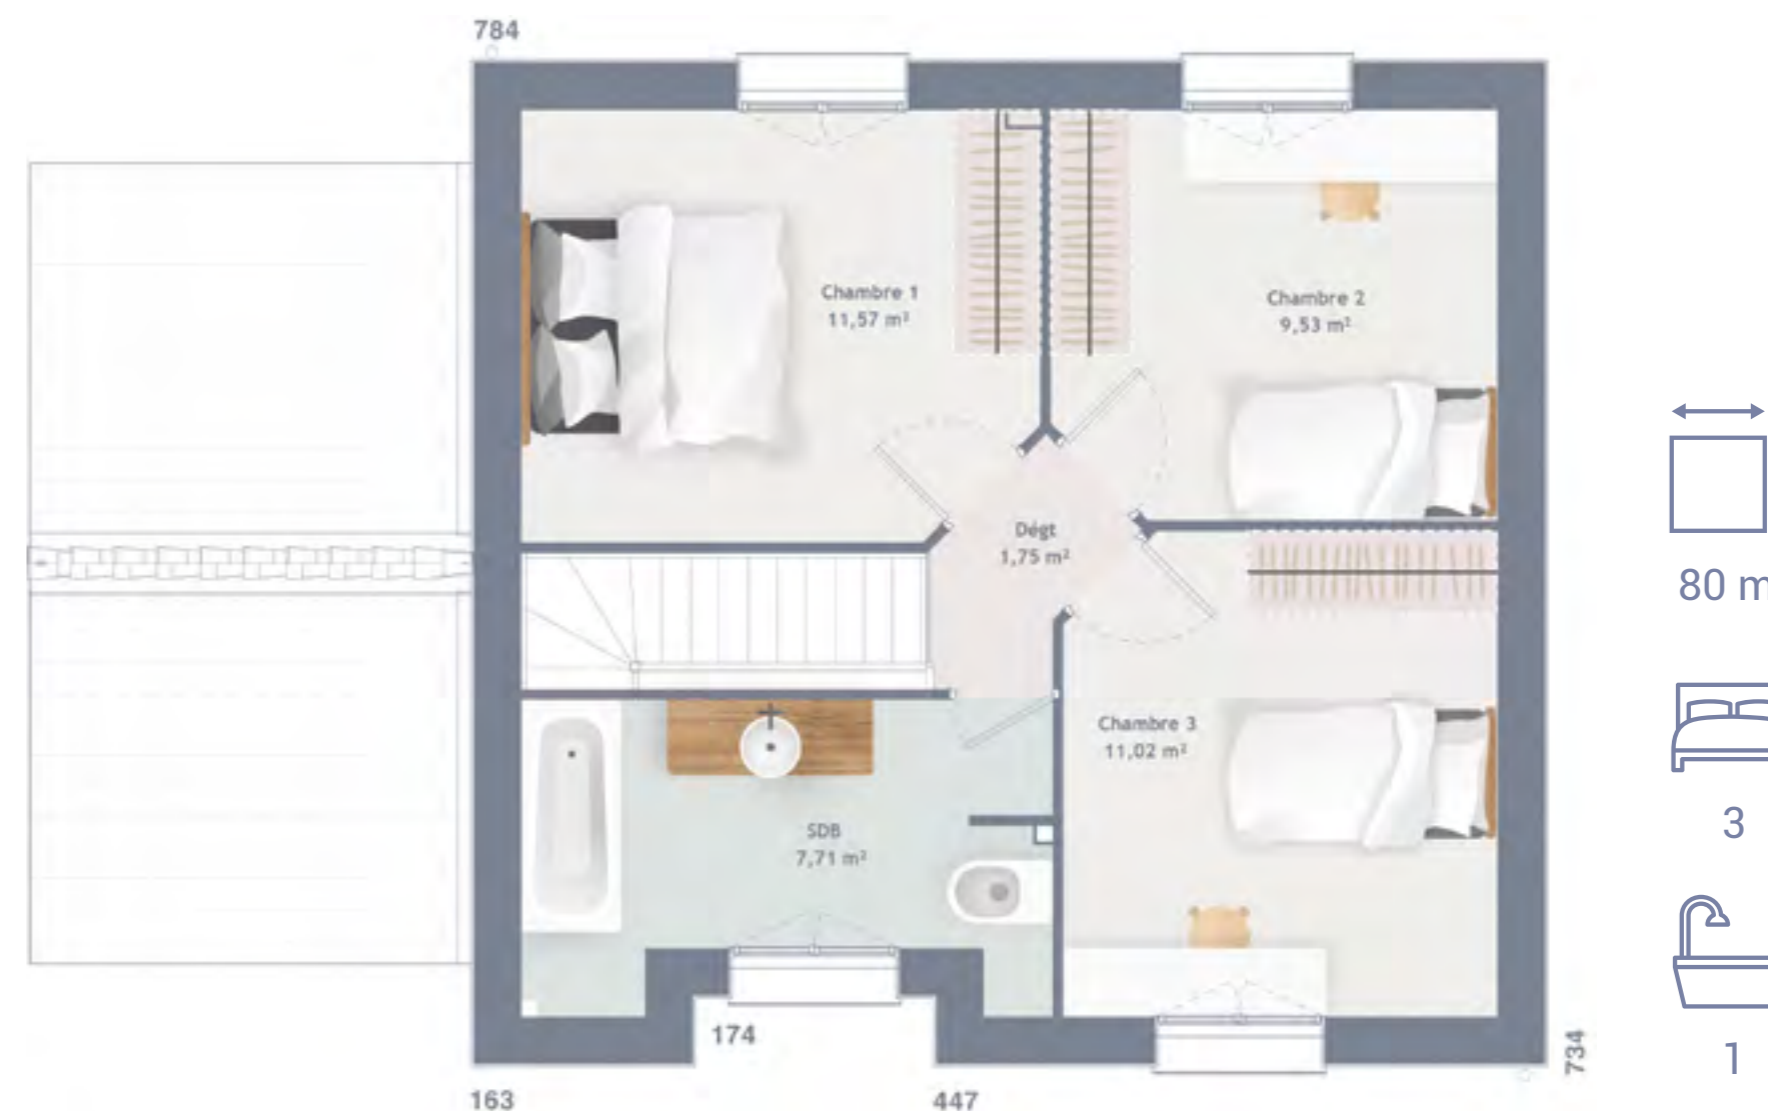 784
Chambre 1
11,57 m²
Chambre 2
9,53 m²
Dégt
1,75 m²
80 m
Chambre 3
11,02 m²
3
SDB
7,71 m²
174
734
1
163
447